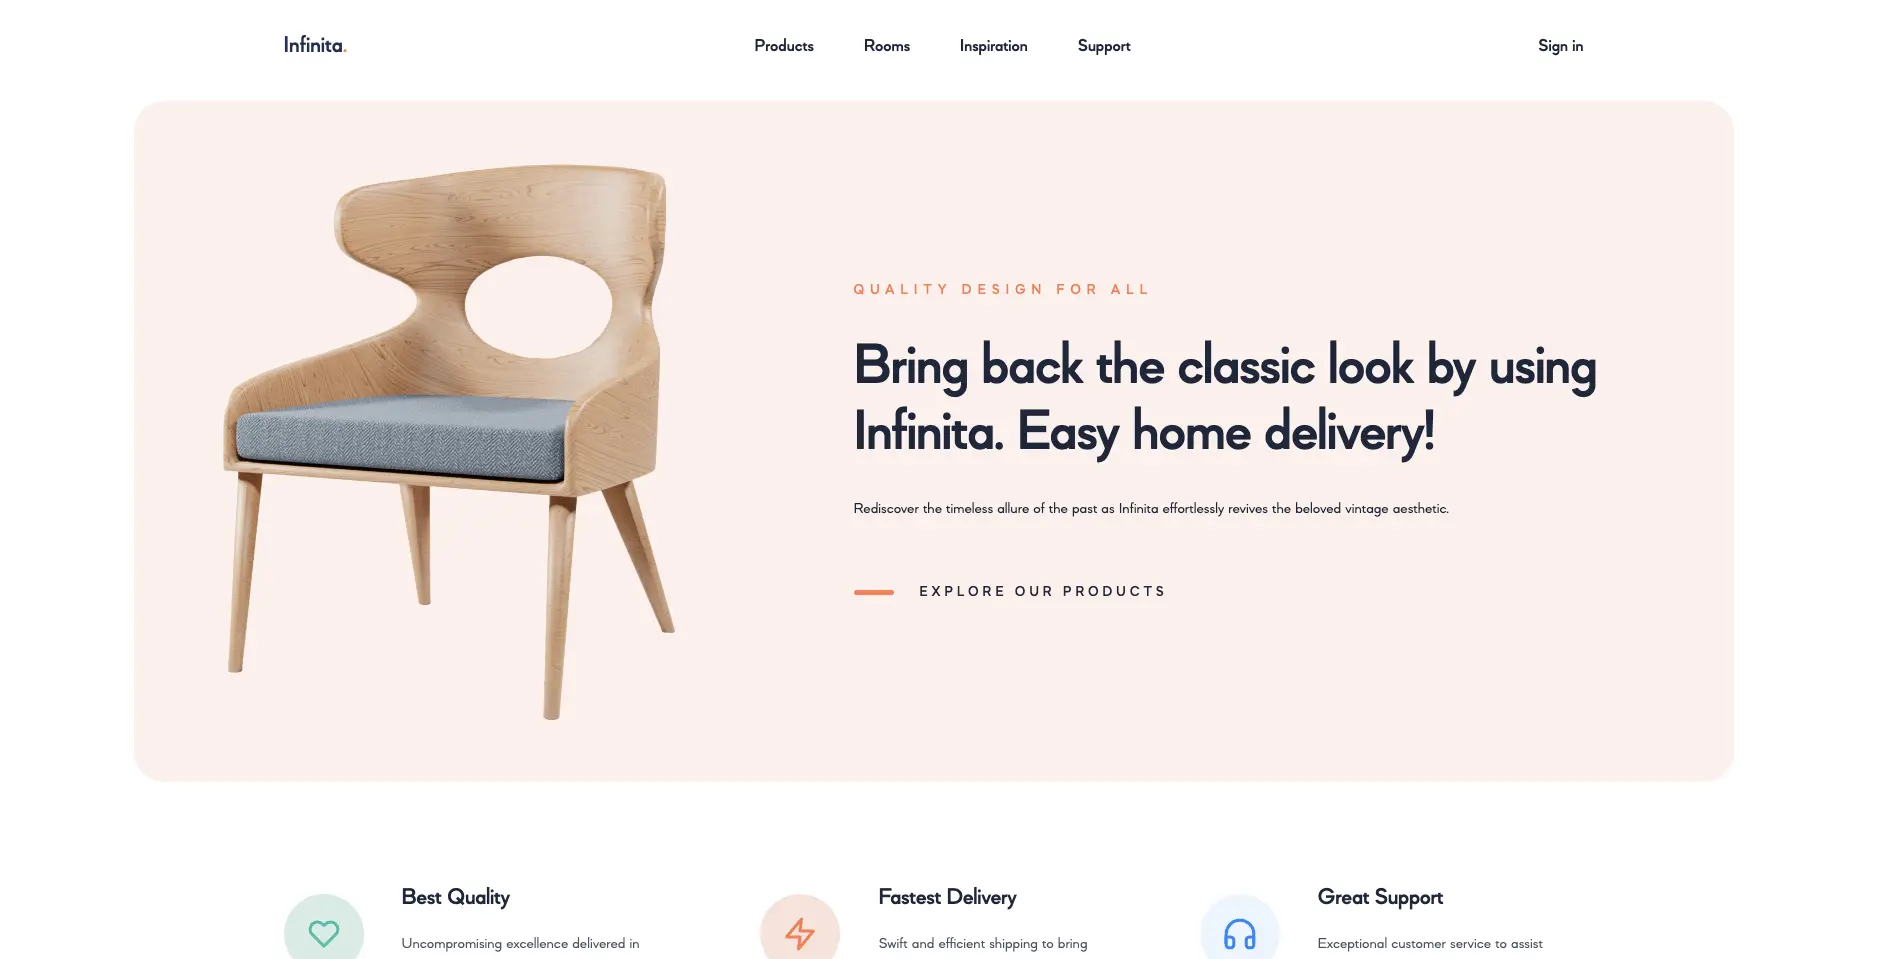 Infinita.
Products
Rooms
Inspiration
Support
Sign in
QUALITY DESIGN FOR ALL
Bring back the classic look by using
Infinita. Easy home delivery!
Rediscover the timeless allure of the past as Infinita effortlessly revives the beloved vintage aesthetic.
EXPLORE OUR PRODUCTS
Best Quality
Uncompromising excellence delivered in
Fastest Delivery
Swift and efficient shipping to bring
Great Support
Exceptional customer service to assist